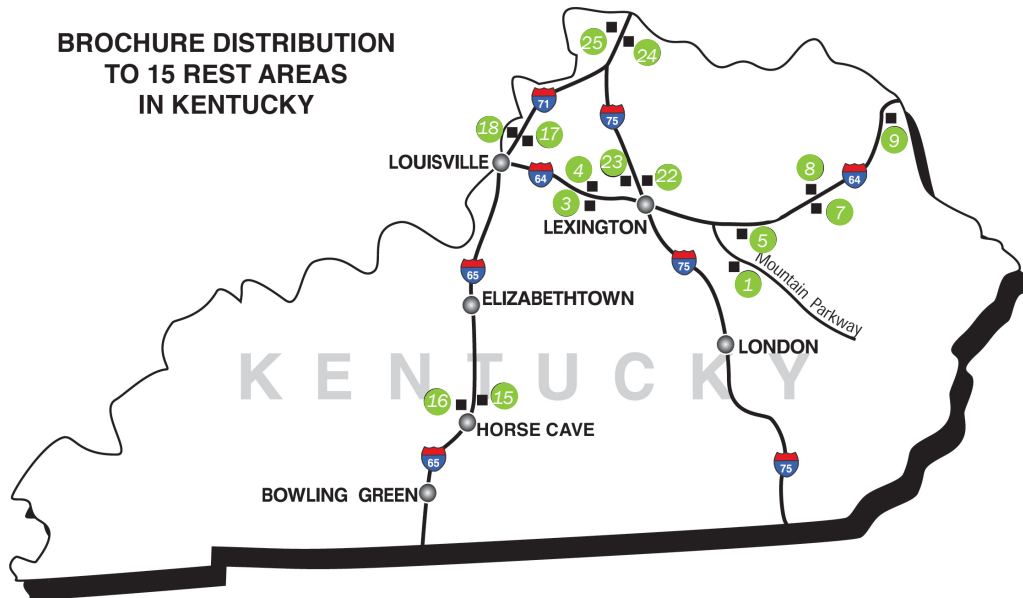 BROCHURE DISTRIBUTION
TO 15 REST AREAS
IN KENTUCKY
25
24
71
75
18
17
9
LOUISVILLE
64
4
23
22
8
64
3
7
LEXINGTON
5
75
1
Mountain Parkway
65
ELIZABETHTOWN
LONDON
KENTUCKY
16
15
HORSE CAVE
65
75
BOWLING GREEN